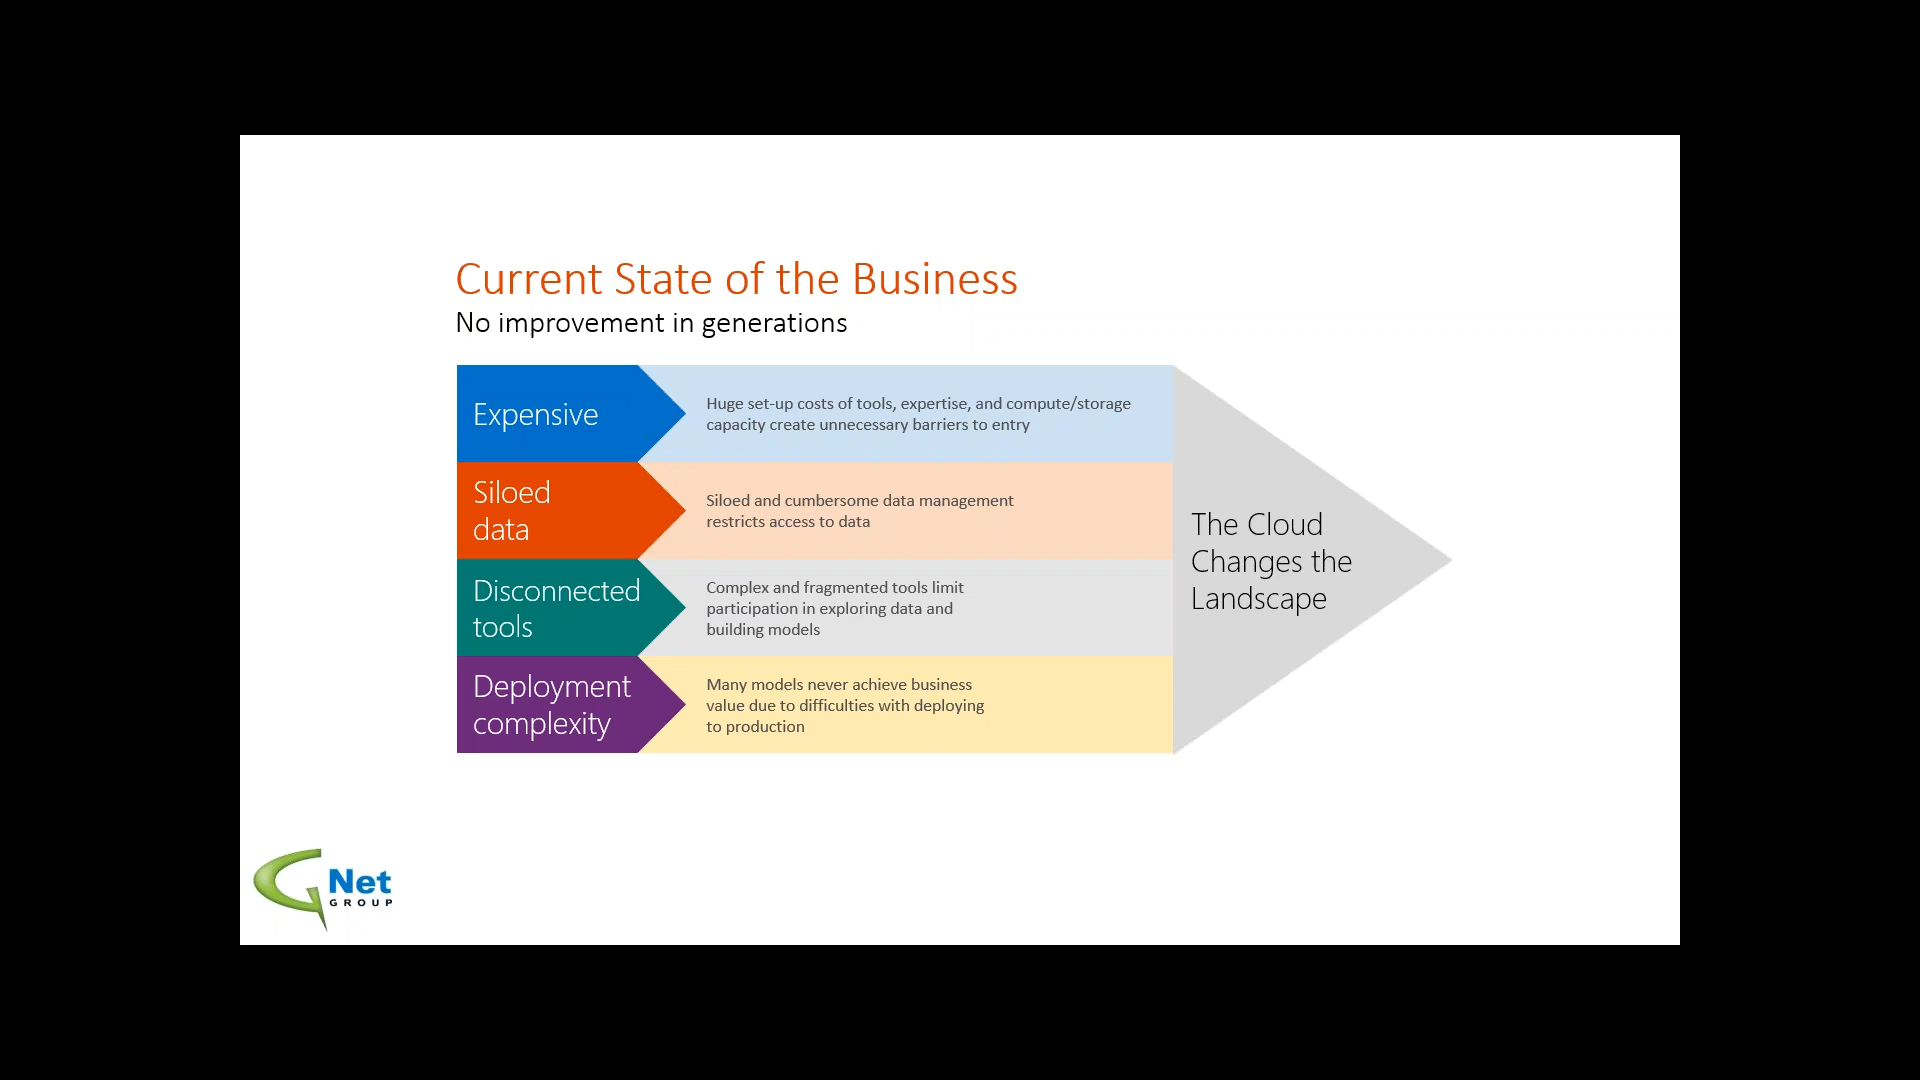 Current State of the Business
No improvement in generations
Expensive
Huge set-up costs of tools, expertise, and compute/storage
capacity create unnecessary barriers to entry
Siloed
data
Siloed and cumbersome data management
restricts access to data
Disconnected
tools
Complex and fragmented tools limit
participation in exploring data and
building models
Deployment
complexity
Many models never achieve business
value due to difficulties with deploying
to production
The Cloud
Changes the
Landscape
G Net
GROUP